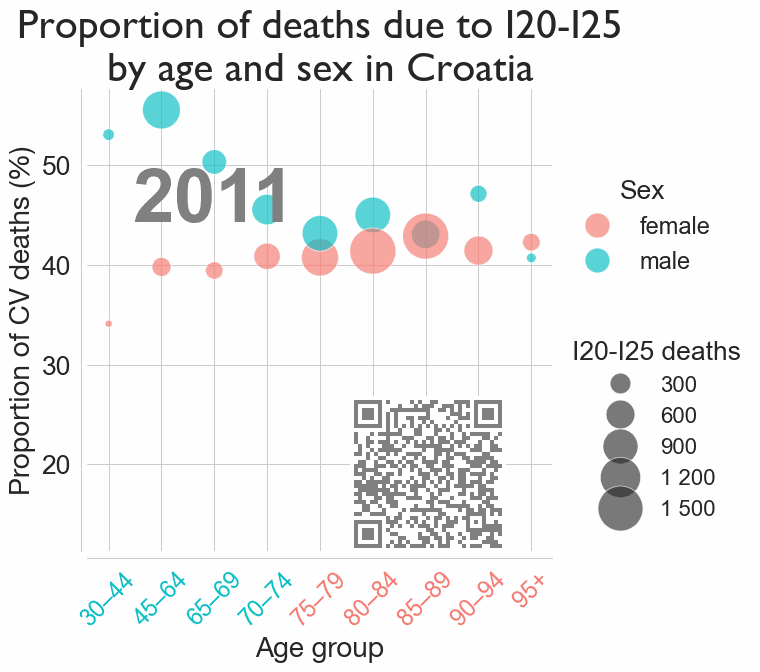 Proportion of deaths due to I20-I25
by age and sex in Croatia
2011
Proportion of CV deaths (%)
50
40
30
20
30–44
45–64
65–69
70–74
75–79
80–84
85–89
90–94
95+
Age group
Sex
female
male
I20-I25 deaths
300
600
900
1 200
1 500